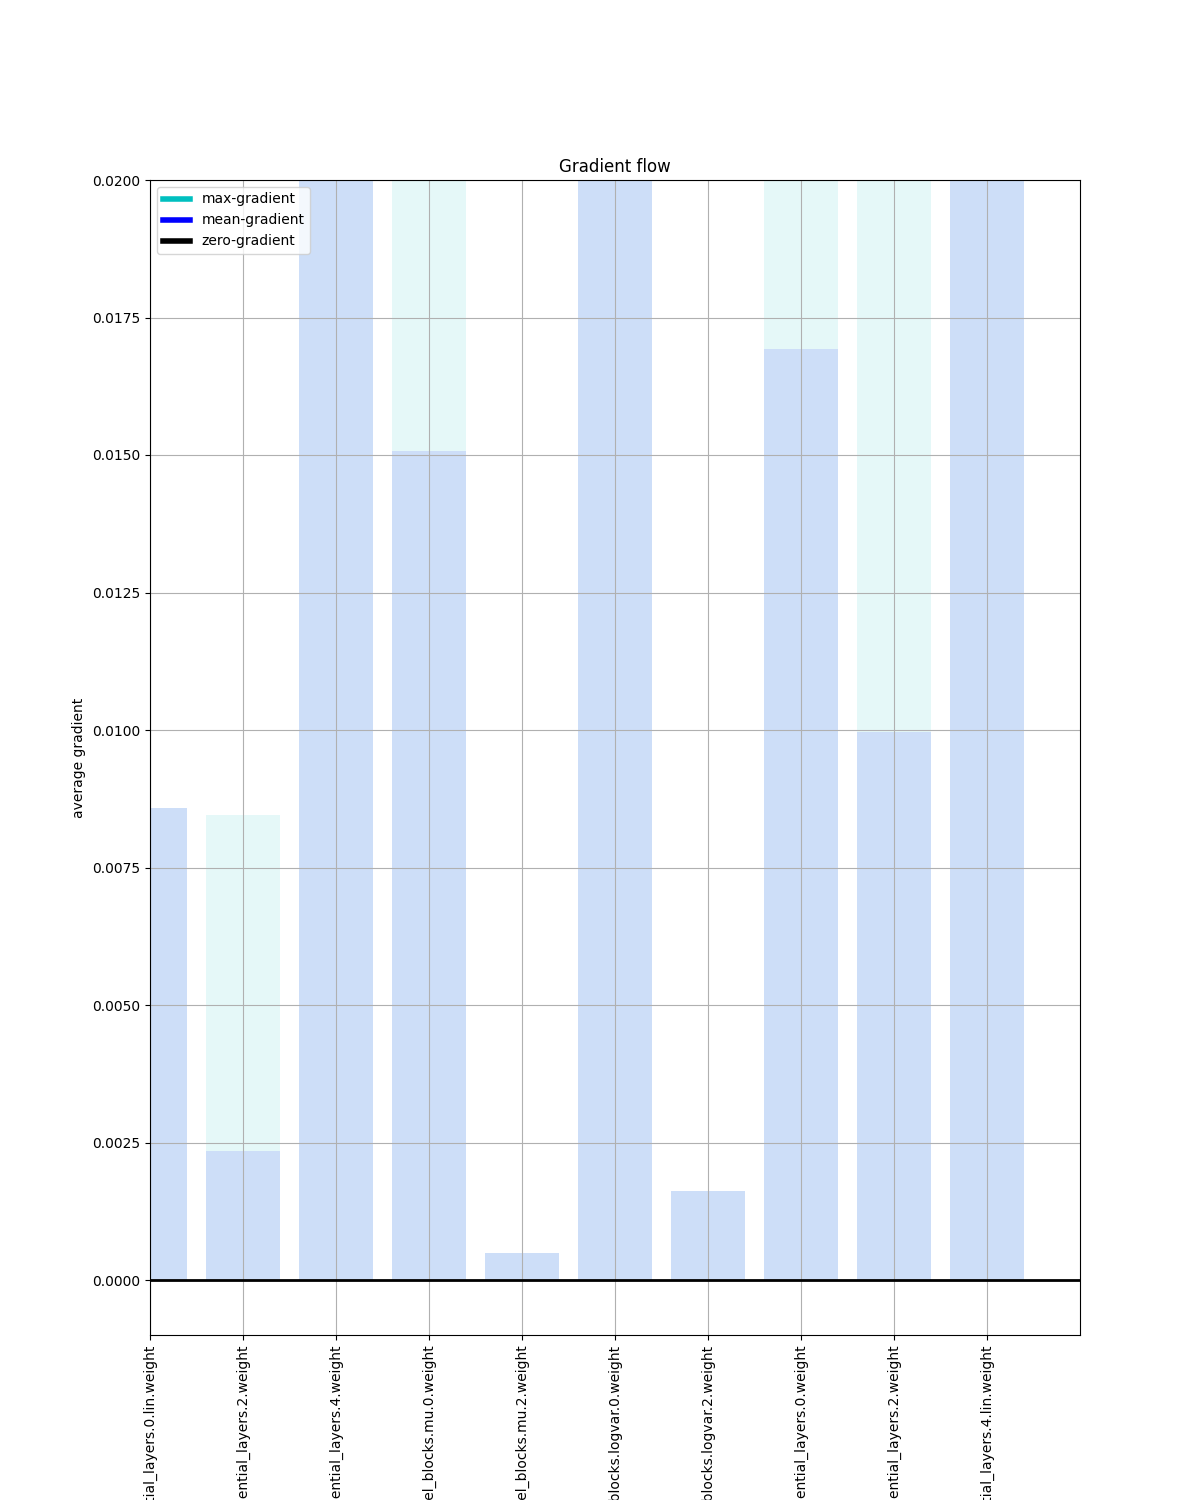 Gradient flow
max-gradient
mean-gradient
zero-gradient
average gradient
0.0200
0.0175
0.0150
0.0125
0.0100
0.0075
0.0050
0.0025
0.0000
tial_layers.0.lin.weight
ential_layers.2.weight
ential_layers.4.weight
el_blocks.mu.0.weight
el_blocks.mu.2.weight
blocks.logvar.0.weight
blocks.logvar.2.weight
ential_layers.0.weight
ential_layers.2.weight
tial_layers.4.lin.weight